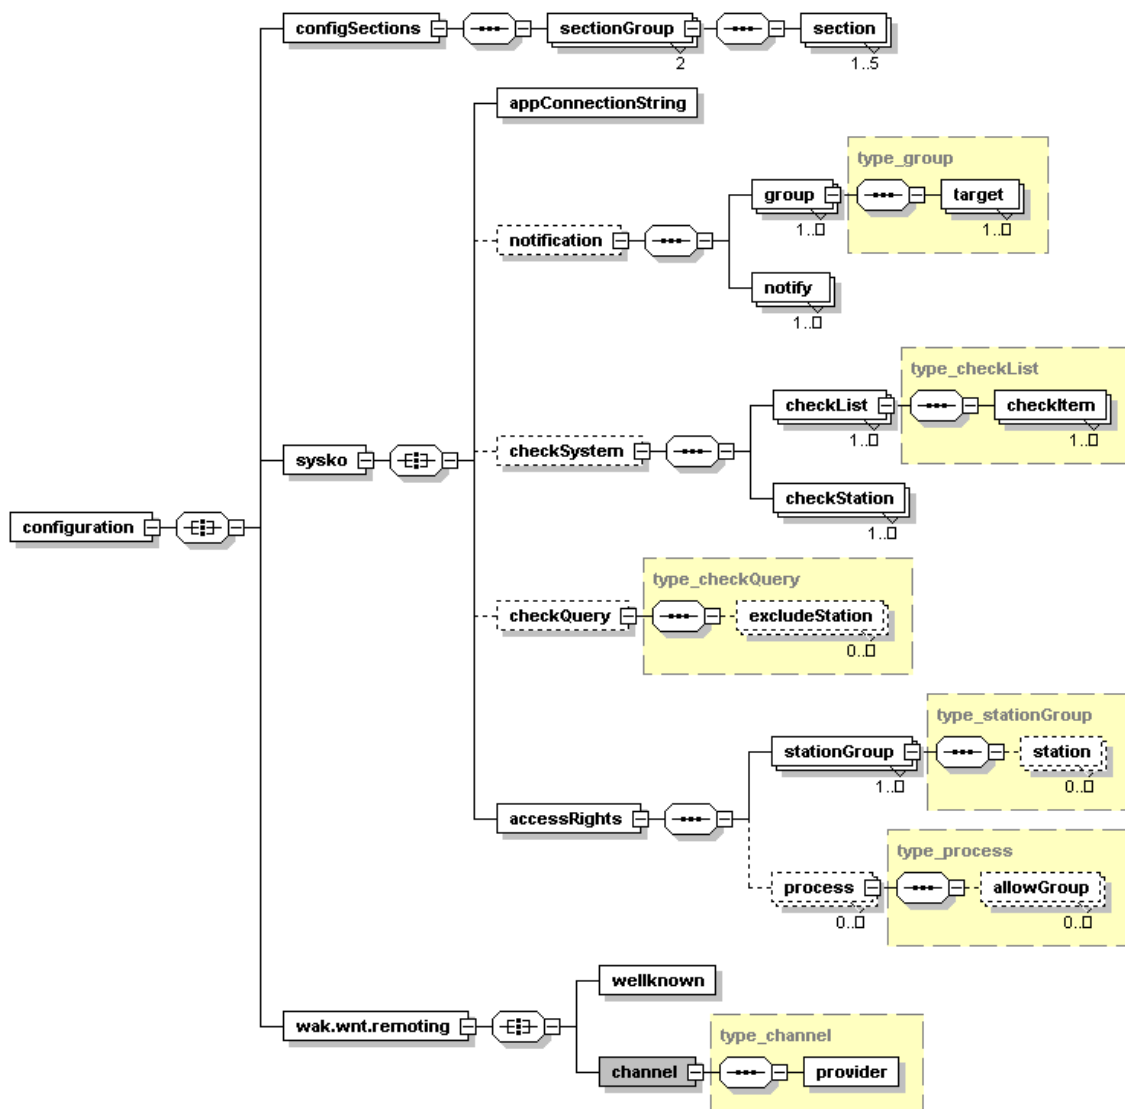 configSections
sectionGroup
2
section
1..5
appConnectionString
type_group
group
1..□
target
1..□
notification
notify
1..□
type_checkList
checkList
1..□
checkItem
1..□
checkSystem
checkStation
1..□
sysko
configuration
type_checkQuery
checkQuery
excludeStation
0..□
type_stationGroup
stationGroup
1..□
station
0..□
accessRights
type_process
process
0..□
allowGroup
0..□
wellknown
wak.wnt.remoting
type_channel
channel
provider